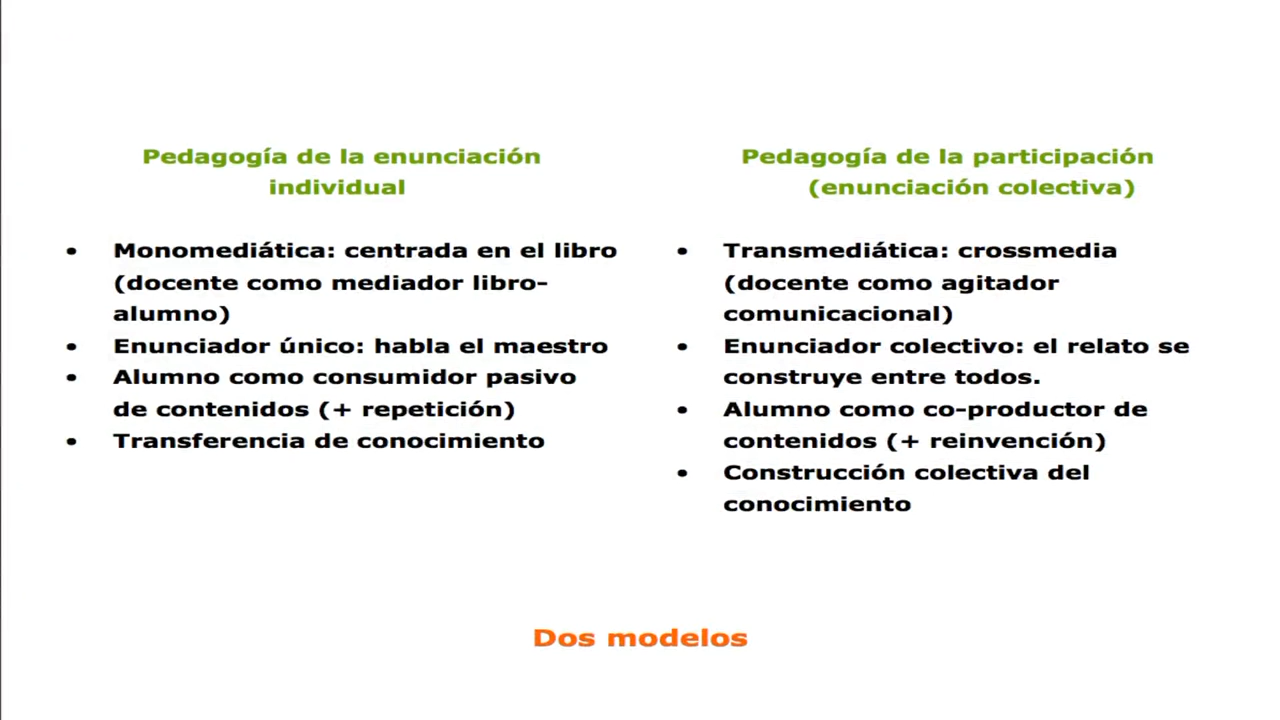 Pedagogía de la enunciación
individual
• Monomediática: centrada en el libro
(docente como mediador libro-
alumno)
• Enunciador único: habla el maestro
• Alumno como consumidor pasivo
de contenidos (+ repetición)
• Transferencia de conocimiento
Pedagogía de la participación
(enunciación colectiva)
• Transmediática: crossmedia
(docente como agitador
comunicacional)
• Enunciador colectivo: el relato se
construye entre todos.
• Alumno como co-productor de
contenidos (+ reinvención)
• Construcción colectiva del
conocimiento
Dos modelos